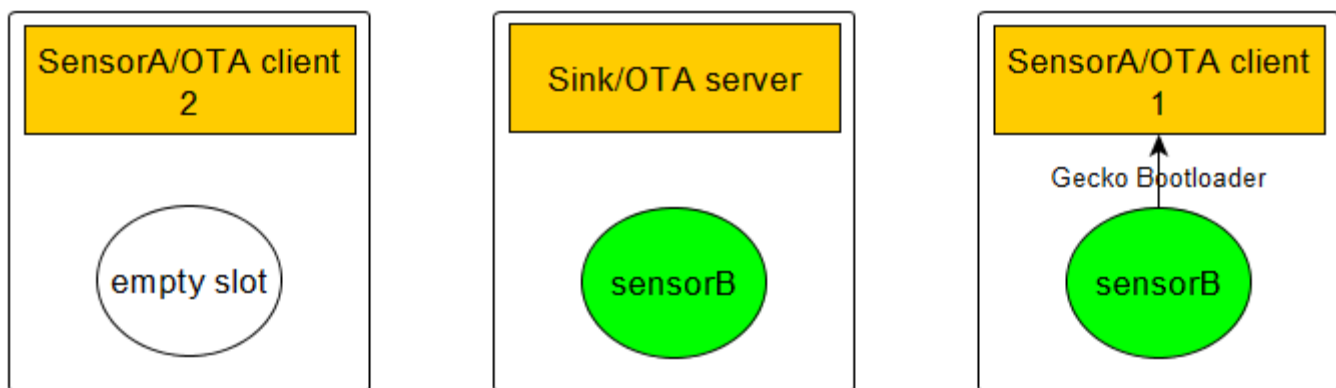 SensorA/OTA client
2
empty slot
Sink/OTA server
sensorB
SensorA/OTA client
1
Gecko Bootloader
sensorB